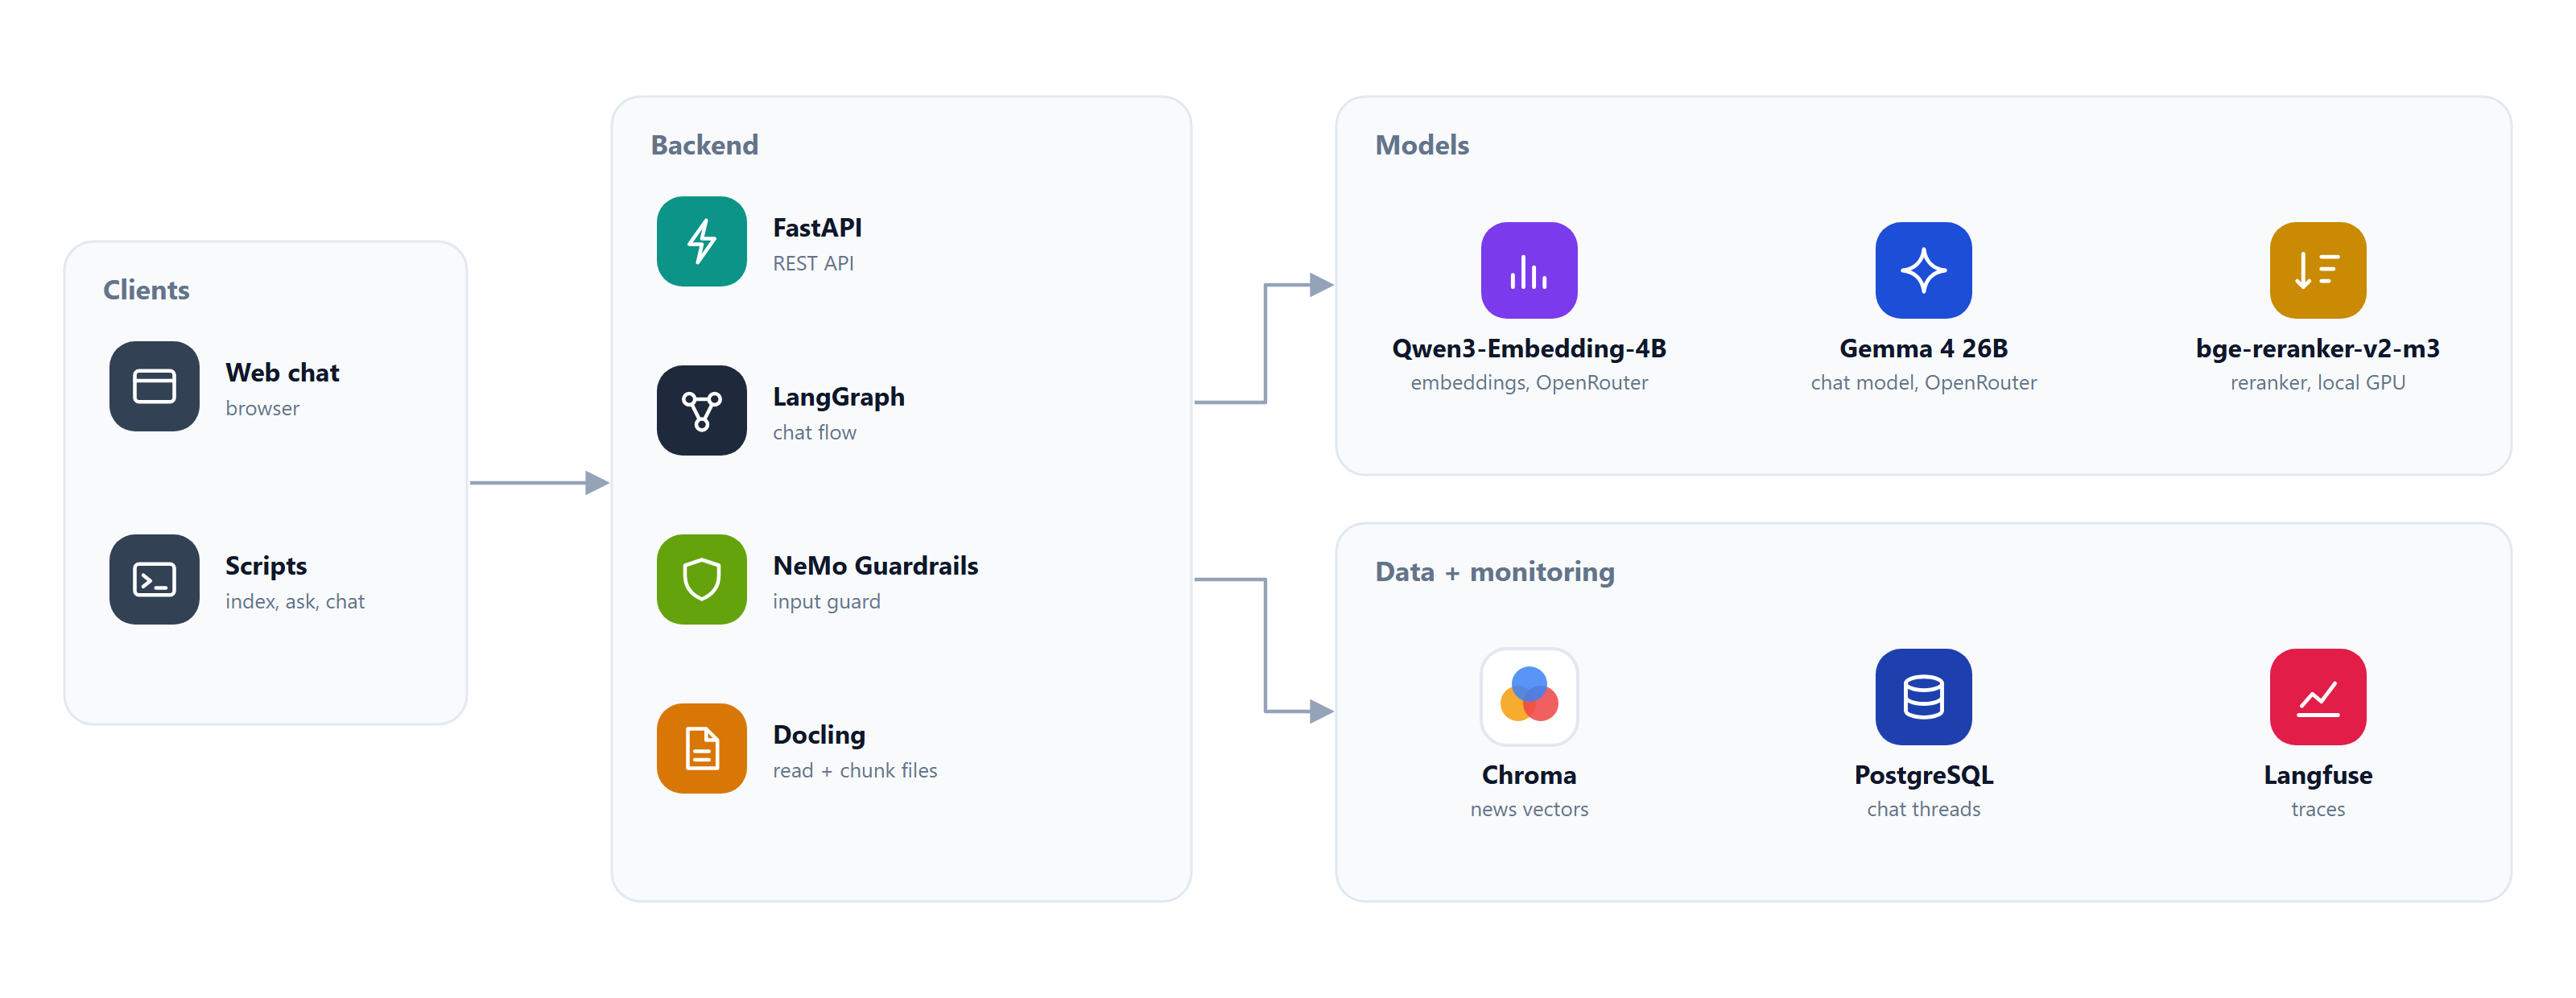 Clients
Web chat
browser
Scripts
index, ask, chat
Backend
FastAPI
REST API
LangGraph
chat flow
NeMo Guardrails
input guard
Docling
read + chunk files
Models
Qwen3-Embedding-4B
embeddings, OpenRouter
Gemma 4 26B
chat model, OpenRouter
bge-reranker-v2-m3
reranker, local GPU
Data + monitoring
Chroma
news vectors
PostgreSQL
chat threads
Langfuse
traces